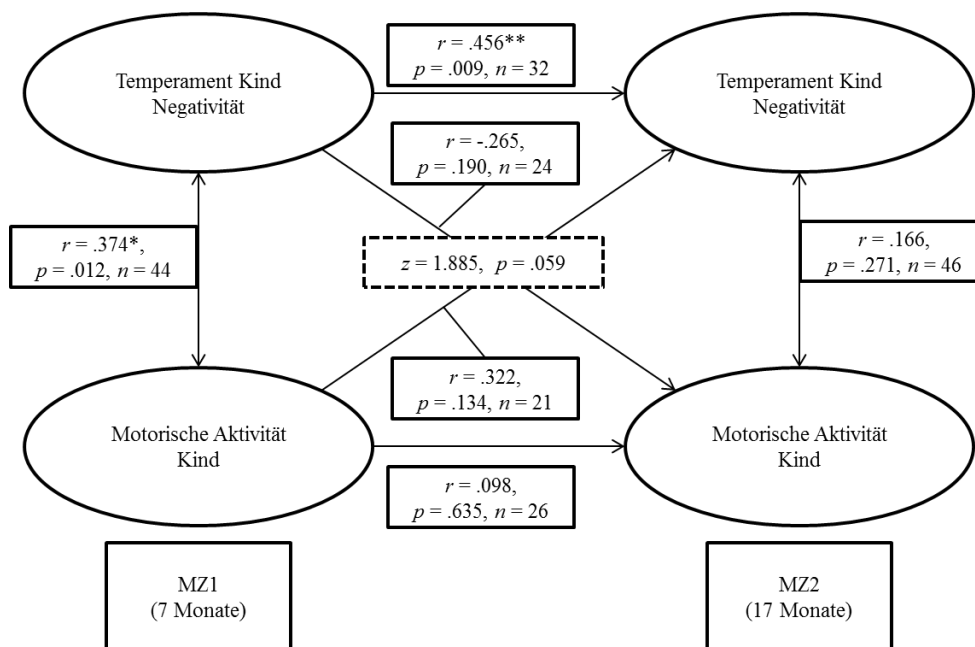 r = .456**
p = .009, n = 32
Temperament Kind
Negativität
Temperament Kind
Negativität
r = -.265,
p = .190, n = 24
r = .374*,
p = .012, n = 44
z = 1.885, p = .059
r = .166,
p = .271, n = 46
r = .322,
p = .134, n = 21
Motorische Aktivität
Kind
Motorische Aktivität
Kind
r = .098,
p = .635, n = 26
MZ1
(7 Monate)
MZ2
(17 Monate)